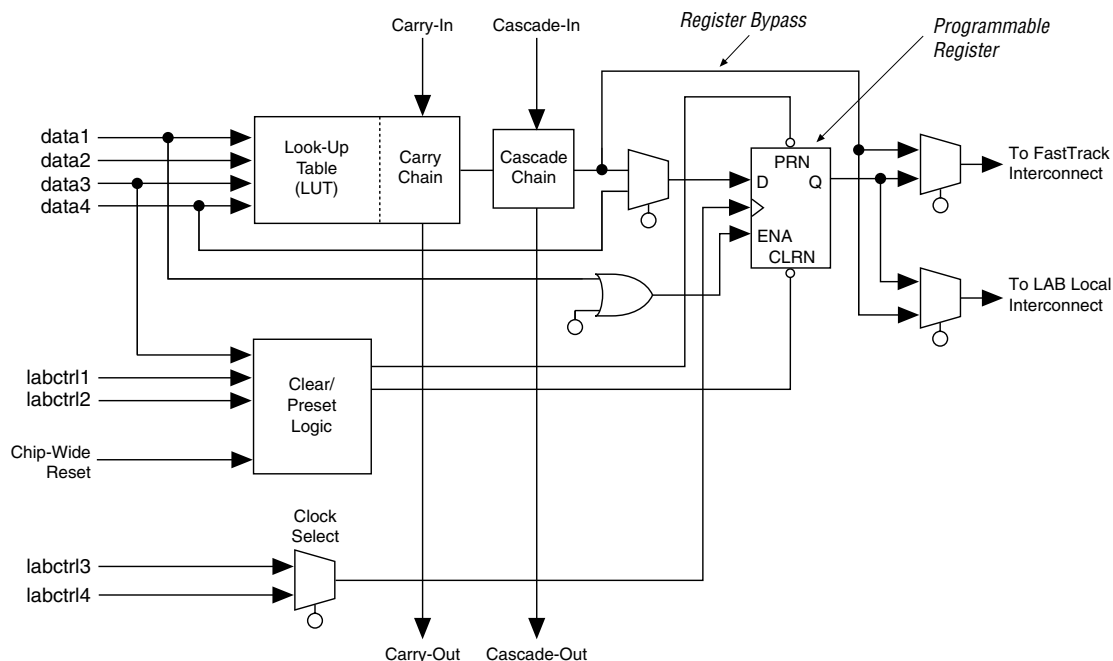 Carry-In
Cascade-In
Register Bypass
Programmable
Register
data1
data2
data3
data4
Look-Up
Table
(LUT)
Carry
Chain
Cascade
Chain
PRN
D
Q
ENA
CLRN
To FastTrack
Interconnect
To LAB Local
Interconnect
labctrl1
labctrl2
Clear/
Preset
Logic
Chip-Wide
Reset
Clock
Select
labctrl3
labctrl4
Carry-Out
Cascade-Out